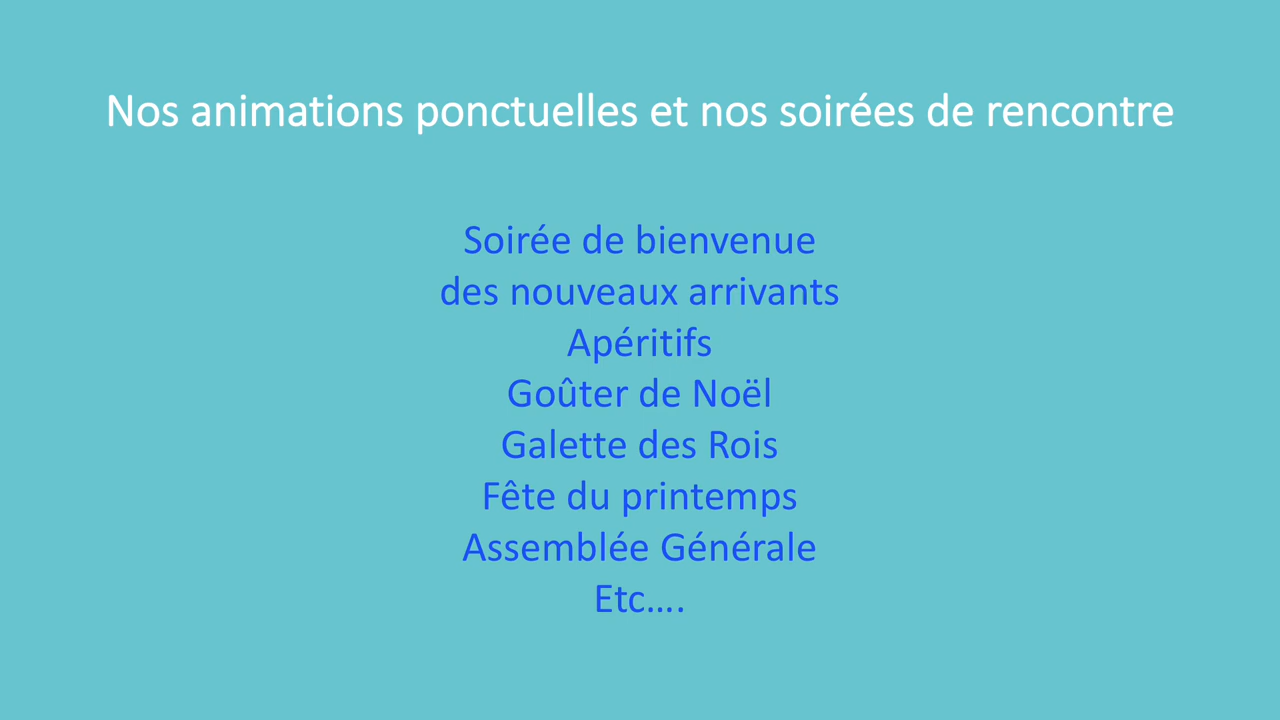 Nos animations ponctuelles et nos soirées de rencontre
Soirée de bienvenue
des nouveaux arrivants
Apéritifs
Goûter de Noël
Galette des Rois
Fête du printemps
Assemblée Générale
Etc….